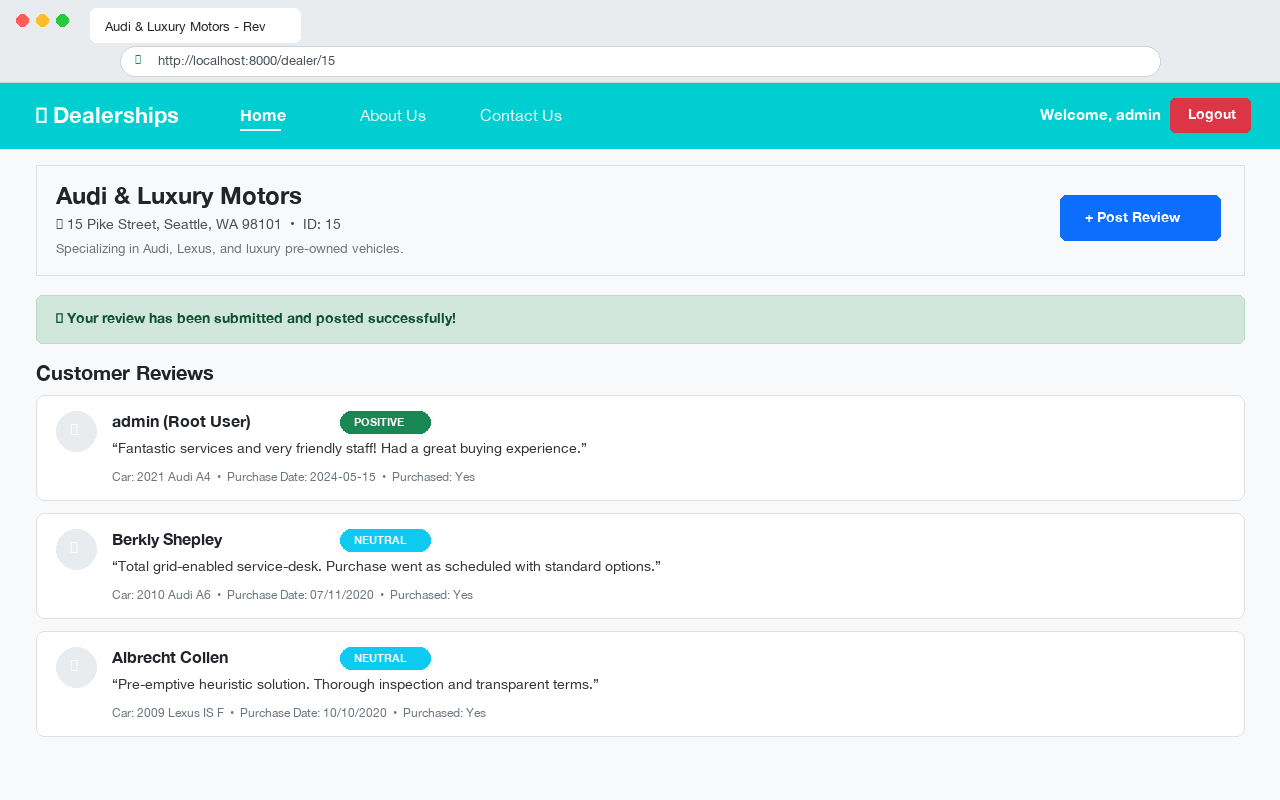 Audi & Luxury Motors - Rev
http://localhost:8000/dealer/15
Dealerships Home About Us Contact Us Welcome, admin Logout
Audi & Luxury Motors
15 Pike Street, Seattle, WA 98101 • ID: 15
Specializing in Audi, Lexus, and luxury pre-owned vehicles.
+ Post Review
Your review has been submitted and posted successfully!
Customer Reviews
admin (Root User) POSITIVE
“Fantastic services and very friendly staff! Had a great buying experience.”
Car: 2021 Audi A4 • Purchase Date: 2024-05-15 • Purchased: Yes
Berkly Shepley NEUTRAL
“Total grid-enabled service-desk. Purchase went as scheduled with standard options.”
Car: 2010 Audi A6 • Purchase Date: 07/11/2020 • Purchased: Yes
Albrecht Collen NEUTRAL
“Pre-emptive heuristic solution. Thorough inspection and transparent terms.”
Car: 2009 Lexus IS F • Purchase Date: 10/10/2020 • Purchased: Yes